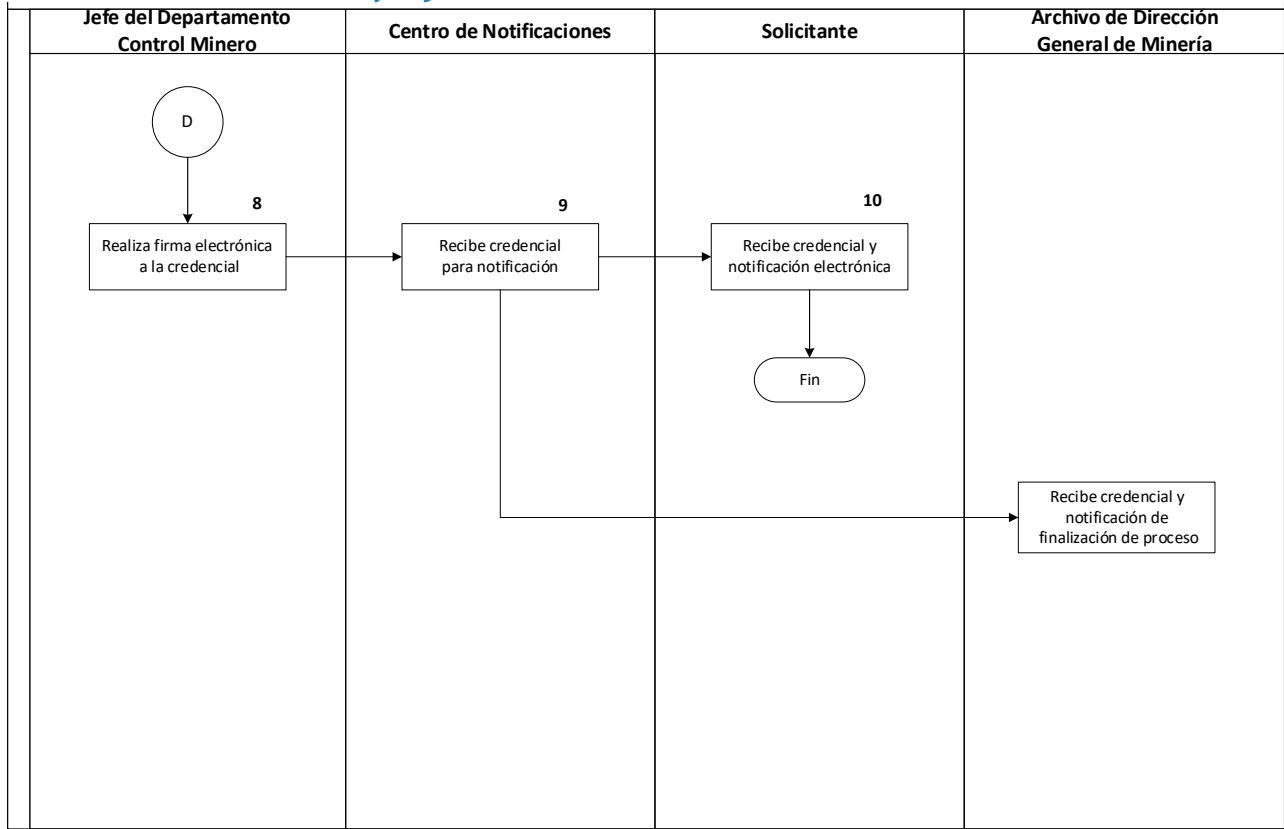 Jefe del Departamento
Control Minero
Centro de Notificaciones
Solicitante
Archivo de Dirección
General de Minería
D
8
Realiza firma electrónica
a la credencial
9
Recibe credencial
para notificación
10
Recibe credencial y
notificación electrónica
Fin
Recibe credencial y
notificación de
finalización de proceso